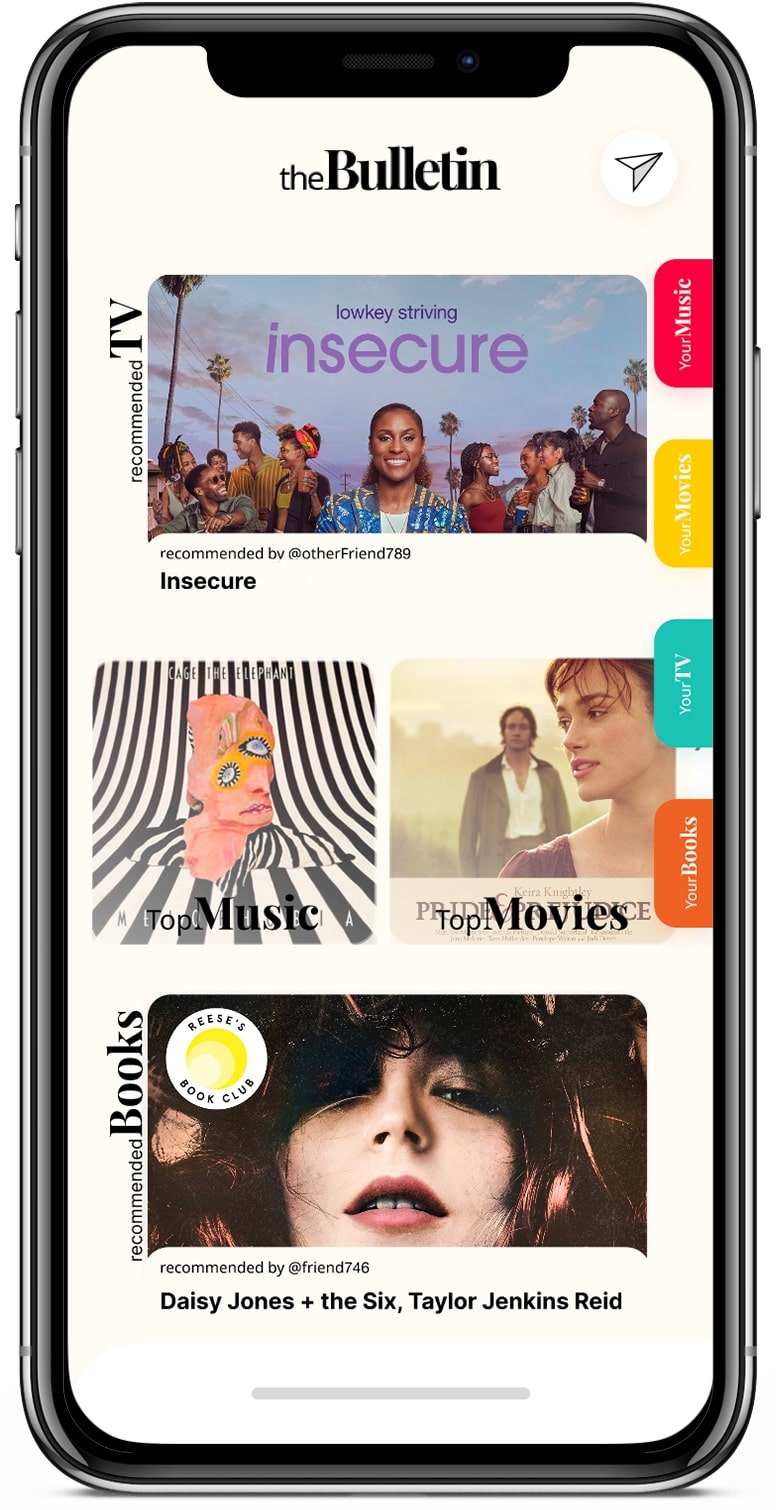 theBulletin
recommendedTV
lowkey striving
insecure
YourMusic
YourMovies
recommended by @otherFriend789
Insecure
YourTV
CAGE THE ELEPHANT
YourBooks
Keira Knightley
PRIDE & PREJUDICE
TopMusic
TopMovies
recommendedBooks
REESE'S
BOOK CLUB
recommended by @friend746
Daisy Jones + the Six, Taylor Jenkins Reid